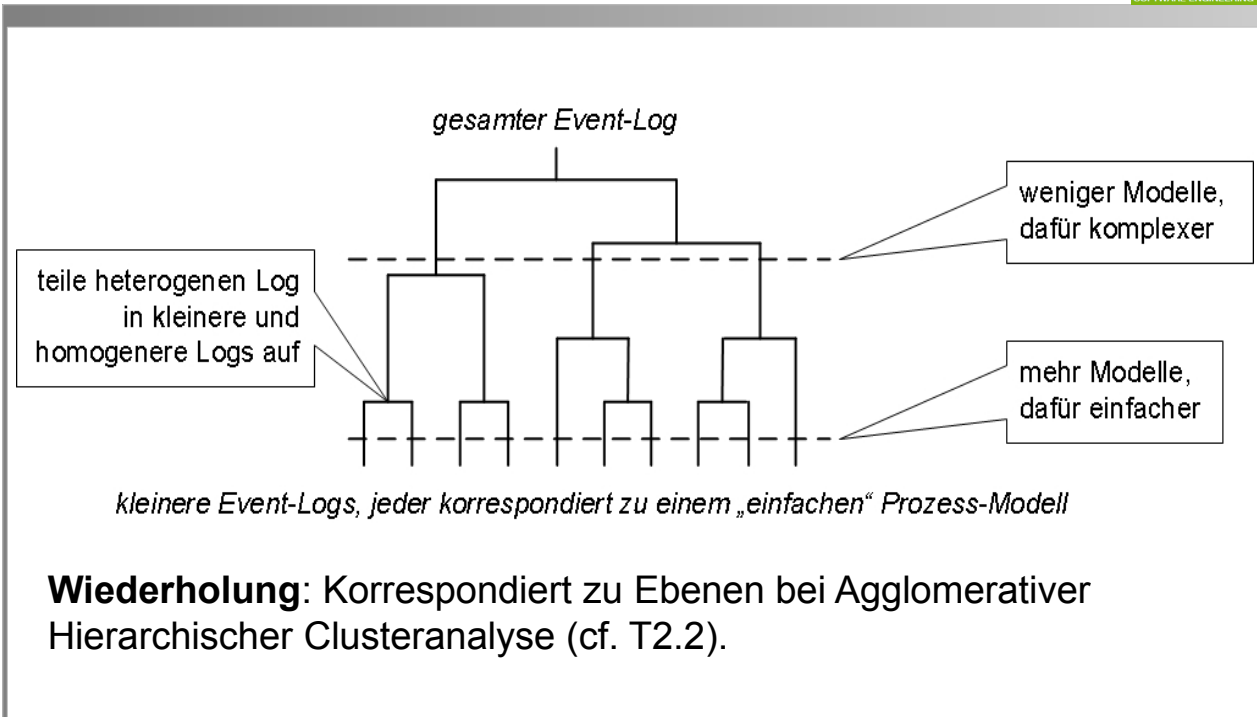 gesamter Event-Log
weniger Modelle,
dafür komplexer
teile heterogenen Log
in kleinere und
homogenere Logs auf
mehr Modelle,
dafür einfacher
kleinere Event-Logs, jeder korrespondiert zu einem „einfachen“ Prozess-Modell
Wiederholung: Korrespondiert zu Ebenen bei Agglomerativer
Hierarchischer Clusteranalyse (cf. T2.2).